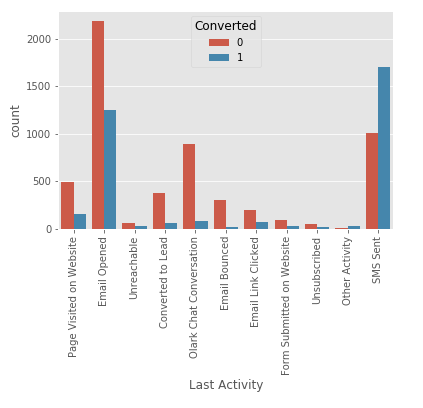 Converted
0
1
2000
1500
1000
500
0
count
Page Visited on Website
Email Opened
Unreachable
Converted to Lead
Olark Chat Conversation
Email Bounced
Email Link Clicked
Form Submitted on Website
Unsubscribed
Other Activity
SMS Sent
Last Activity